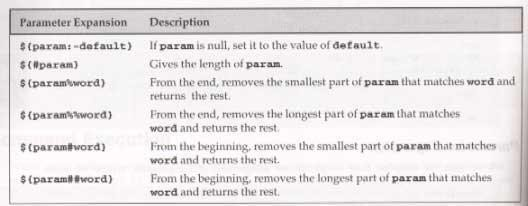 Parameter Expansion Description
${param:-default} If param is null, set it to the value of default.
${#param} Gives the length of param.
${param%word} From the end, removes the smallest part of param that matches word and
returns the rest.
${param%%word} From the end, removes the longest part of param that matches
word and returns the rest.
${param#word} From the beginning, removes the smallest part of param that matches
word and returns the rest.
${param##word} From the beginning, removes the longest part of param that matches
word and returns the rest.